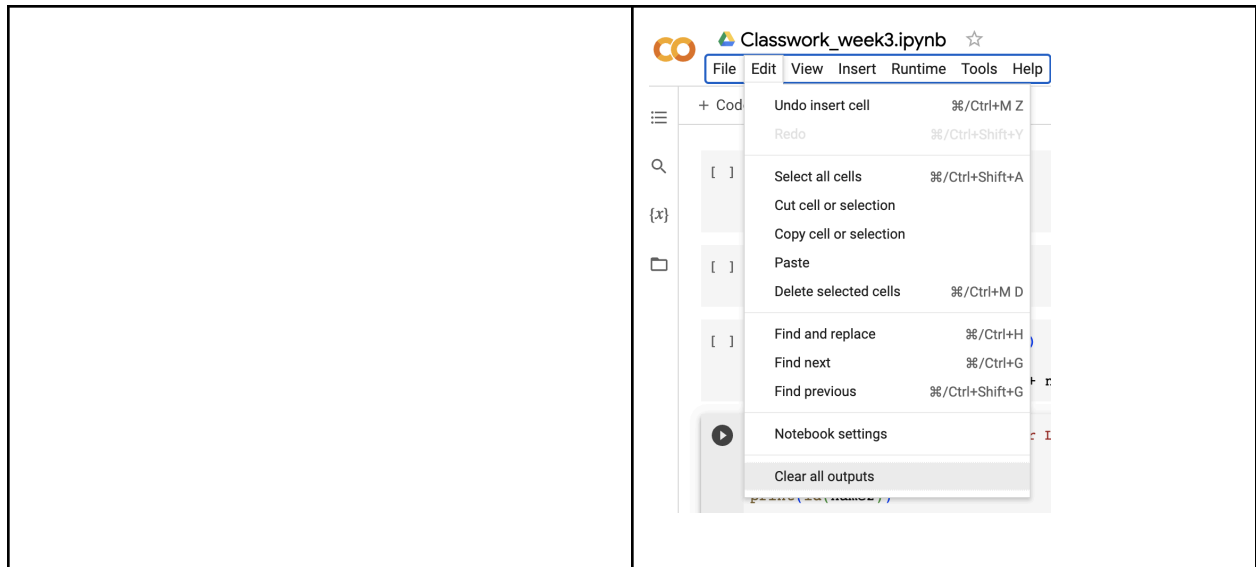 Classwork_week3.ipynb
File Edit View Insert Runtime Tools Help
+ Cod
Undo insert cell ⌘/Ctrl+M Z
Redo ⌘/Ctrl+Shift+Y
[ ] Select all cells ⌘/Ctrl+Shift+A
Cut cell or selection
{x}
Copy cell or selection
[ ] Paste
Delete selected cells ⌘/Ctrl+M D
Find and replace ⌘/Ctrl+H
[ ] )
Find next ⌘/Ctrl+G
+ n
Find previous ⌘/Ctrl+Shift+G
Notebook settings
r I
Clear all outputs